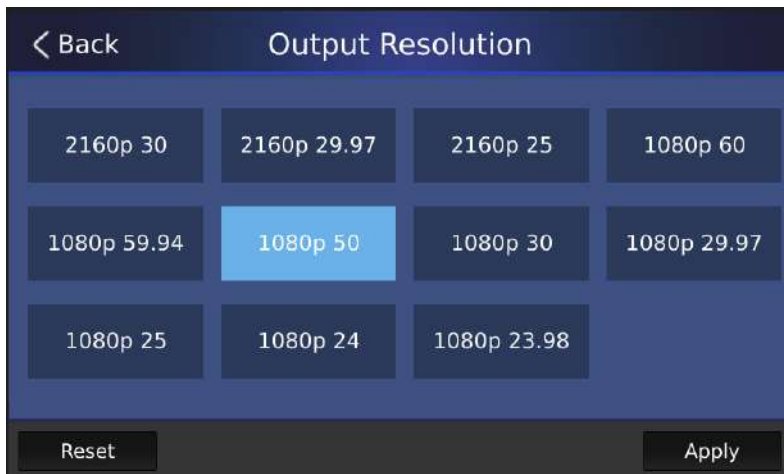 Back
Output Resolution
2160p 30
2160p 29.97
2160p 25
1080p 60
1080p 59.94
1080p 50
1080p 30
1080p 29.97
1080p 25
1080p 24
1080p 23.98
Reset
Apply